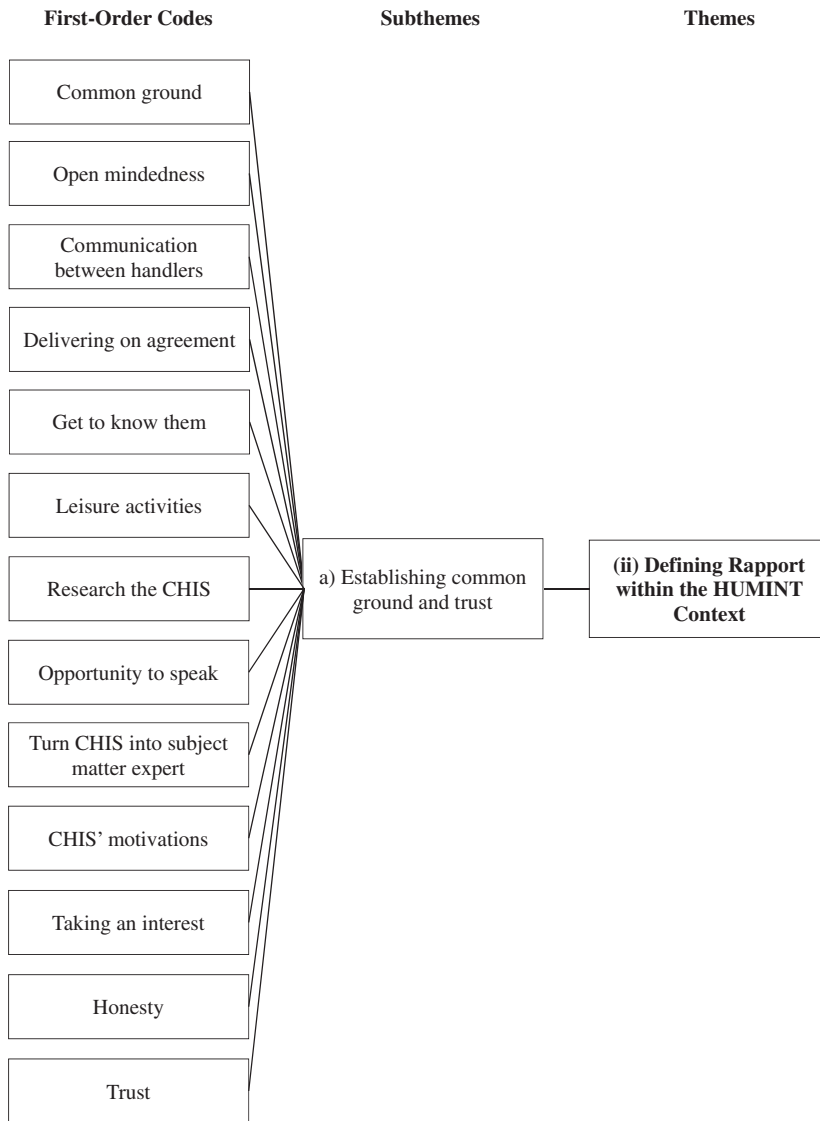 First-Order Codes
Subthemes
Themes
Common ground
Open mindedness
Communication
between handlers
Delivering on agreement
Get to know them
Leisure activities
Research the CHIS
Opportunity to speak
Turn CHIS into subject
matter expert
CHIS’ motivations
Taking an interest
Honesty
Trust
a) Establishing common
ground and trust
(ii) Defining Rapport
within the HUMINT
Context